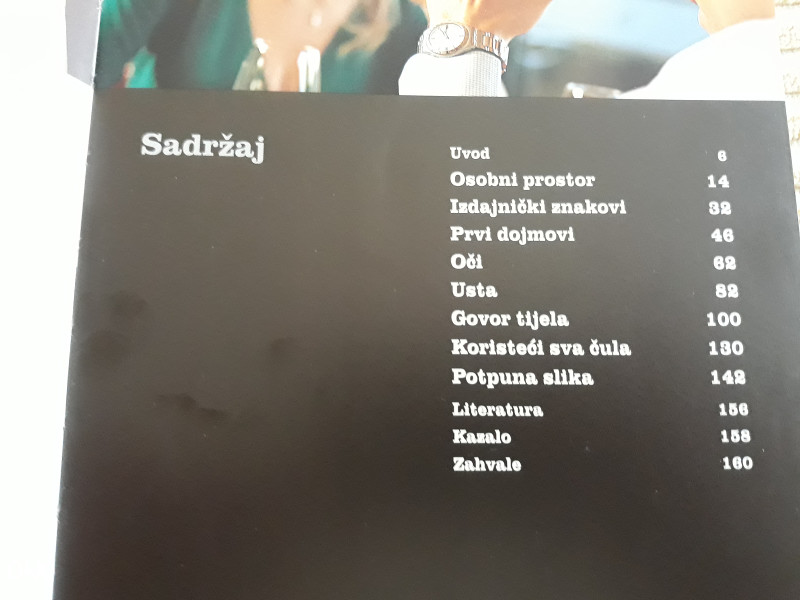 Sadržaj
Uvod 6
Osobni prostor 14
Izdajnički znakovi 32
Prvi dojmovi 46
Oči 62
Usta 82
Govor tijela 100
Koristeći sva čula 130
Potpuna slika 142
Literatura 156
Kazalo 158
Zahvale 160